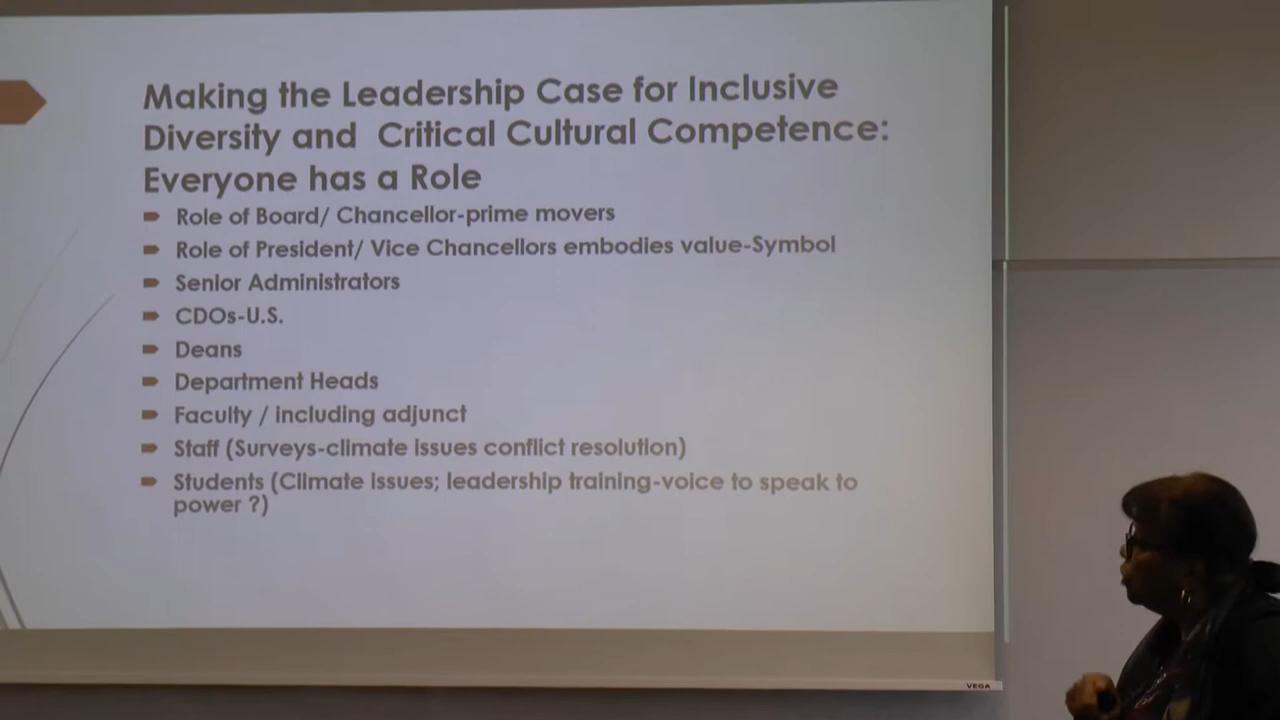 Making the Leadership Case for Inclusive
Diversity and Critical Cultural Competence:
Everyone has a Role
Role of Board/ Chancellor-prime movers
Role of President/ Vice Chancellors embodies value-Symbol
Senior Administrators
CDOs-U.S.
Deans
Department Heads
Faculty / including adjunct
Staff (Surveys-climate issues conflict resolution)
Students (Climate issues; leadership training-voice to speak to
power ?)
VEGA